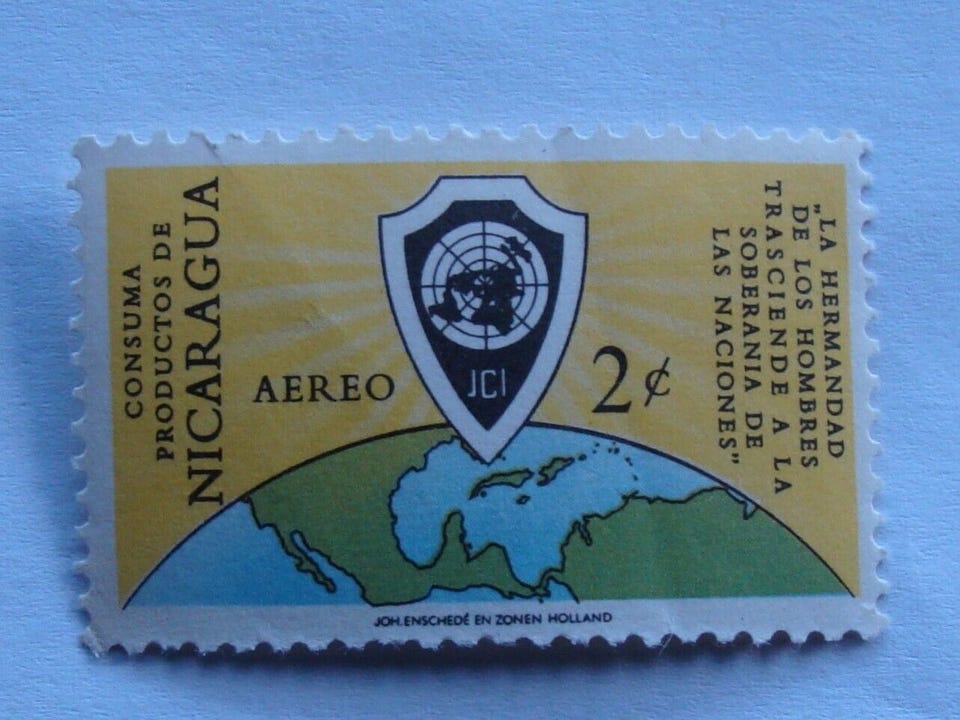 CONSUMA
PRODUCTOS DE
NICARAGUA
AEREO
JCI
2¢
„LA HERMANDAD
DE LOS HOMBRES
TRASCIENDE A LA
SOBERANIA DE
LAS NACIONES”
JOH. ENSCHEDÉ EN ZONEN HOLLAND